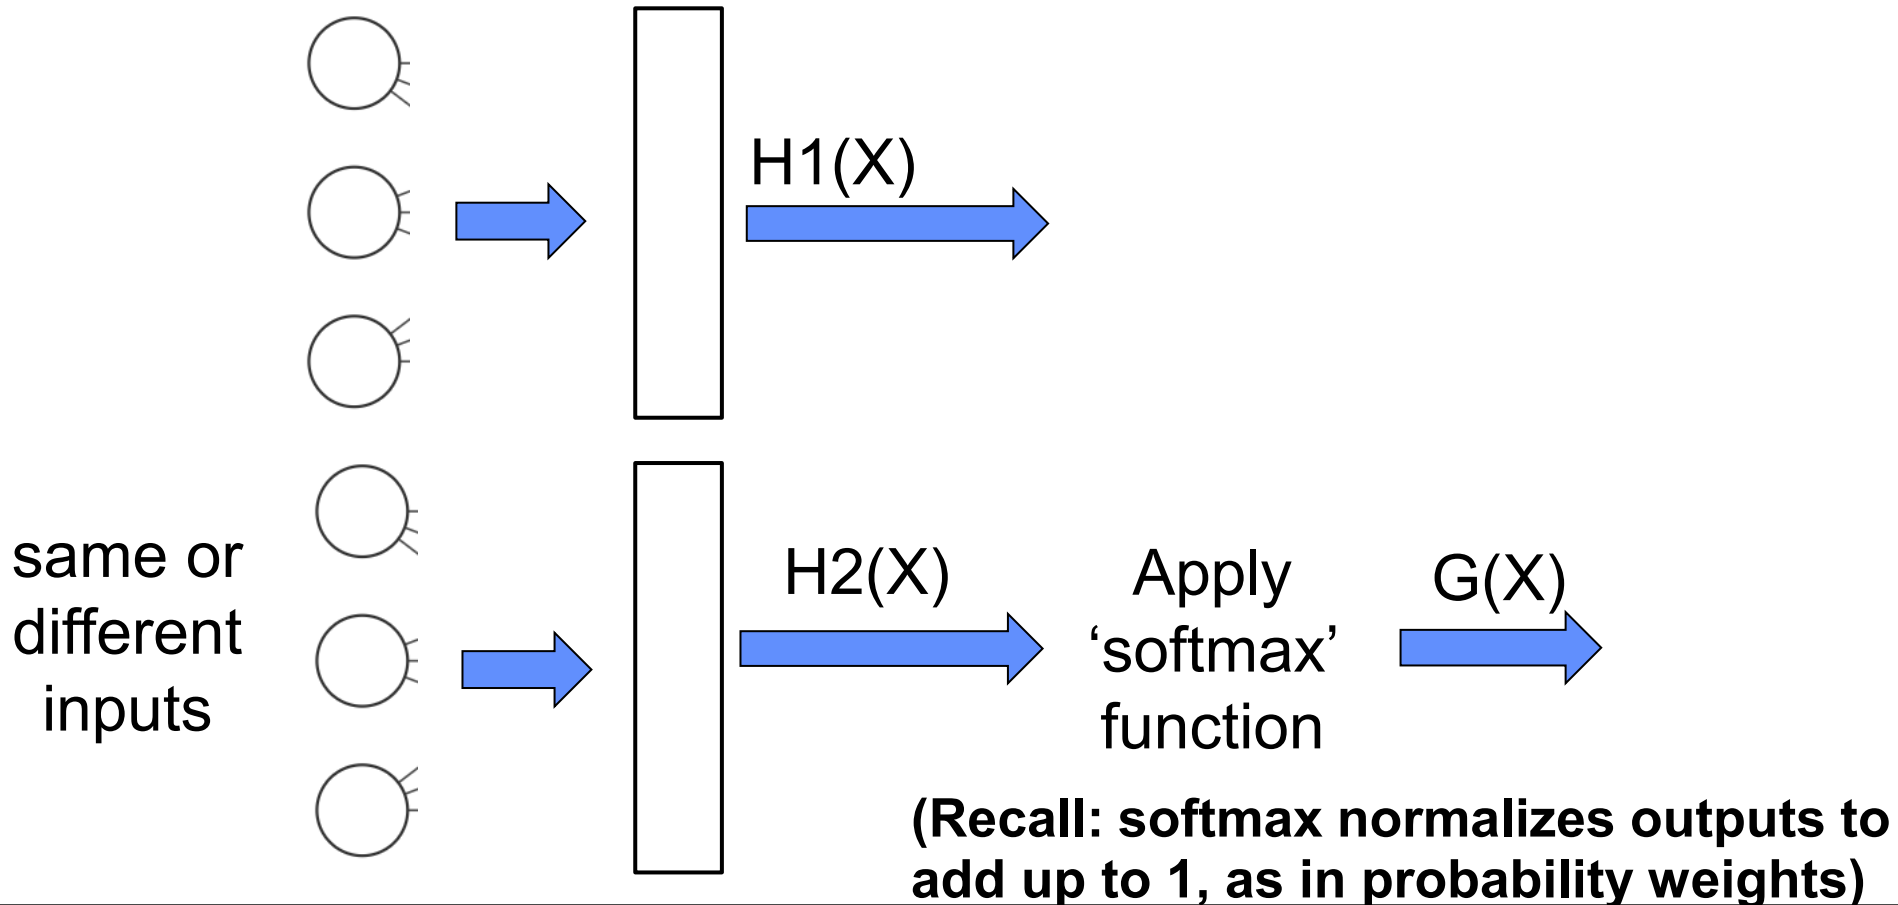 H1(X)
same or
different
inputs
H2(X)
Apply
‘softmax’
function
G(X)
(Recall: softmax normalizes outputs to
add up to 1, as in probability weights)